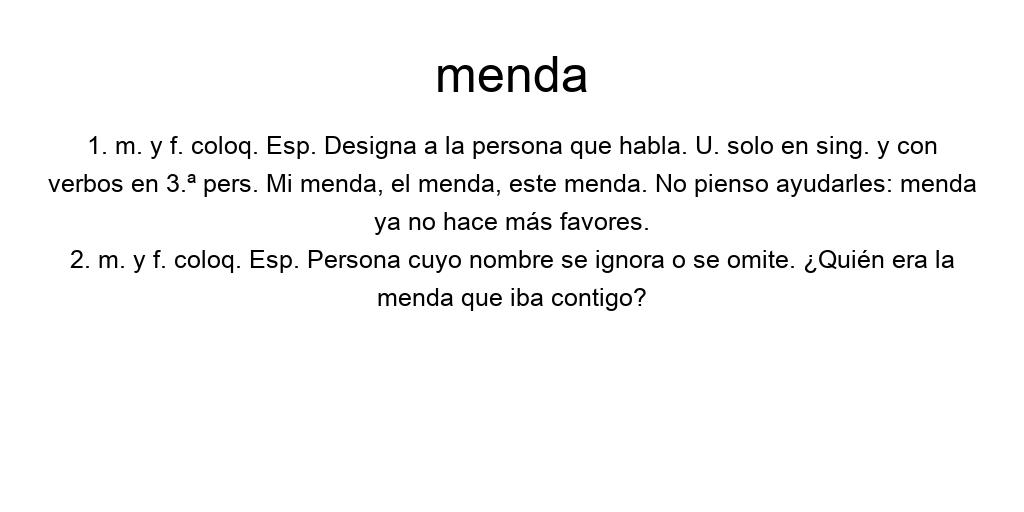 menda
1. m. y f. coloq. Esp. Designa a la persona que habla. U. solo en sing. y con
verbos en 3.ª pers. Mi menda, el menda, este menda. No pienso ayudarles: menda
ya no hace más favores.
2. m. y f. coloq. Esp. Persona cuyo nombre se ignora o se omite. ¿Quién era la
menda que iba contigo?